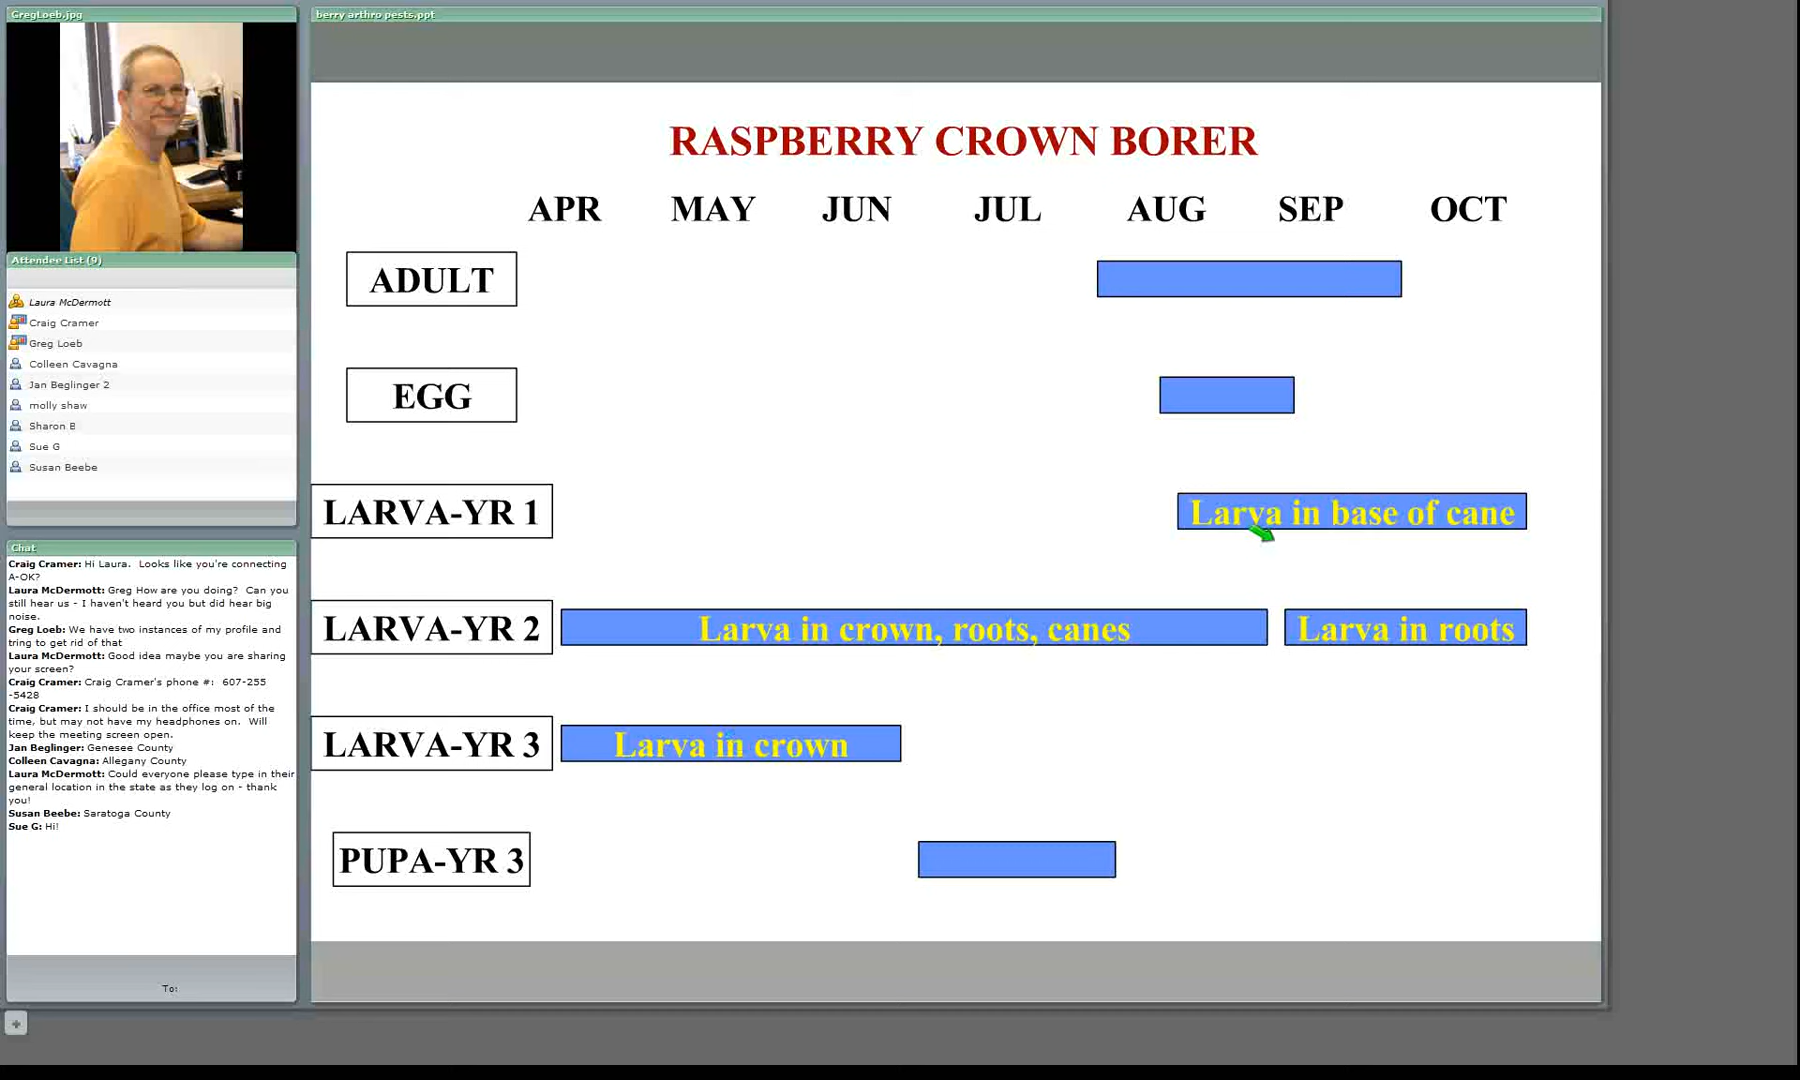 GregLoeb.jpg
Attendee List (9)
Laura McDermott
Craig Cramer
Greg Loeb
Colleen Cavagna
Jan Beglinger 2
molly shaw
Sharon B
Sue G
Susan Beebe
Chat
Craig Cramer: Hi Laura.  Looks like you're connecting
A-OK?
Laura McDermott: Greg How are you doing?  Can you
still hear us - I haven't heard you but did hear big
noise.
Greg Loeb: We have two instances of my profile and
tring to get rid of that
Laura McDermott: Good idea maybe you are sharing
your screen?
Craig Cramer: Craig Cramer's phone #:  607-255
-5428
Craig Cramer: I should be in the office most of the
time, but may not have my headphones on.  Will
keep the meeting screen open.
Jan Beglinger: Genesee County
Colleen Cavagna: Allegany County
Laura McDermott: Could everyone please type in their
general location in the state as they log on - thank
you!
Susan Beebe: Saratoga County
Sue G: Hi!
To:
berry arthro pests.ppt
RASPBERRY CROWN BORER
APR MAY JUN JUL AUG SEP OCT
ADULT
EGG
LARVA-YR 1 Larva in base of cane
LARVA-YR 2 Larva in crown, roots, canes Larva in roots
LARVA-YR 3 Larva in crown
PUPA-YR 3